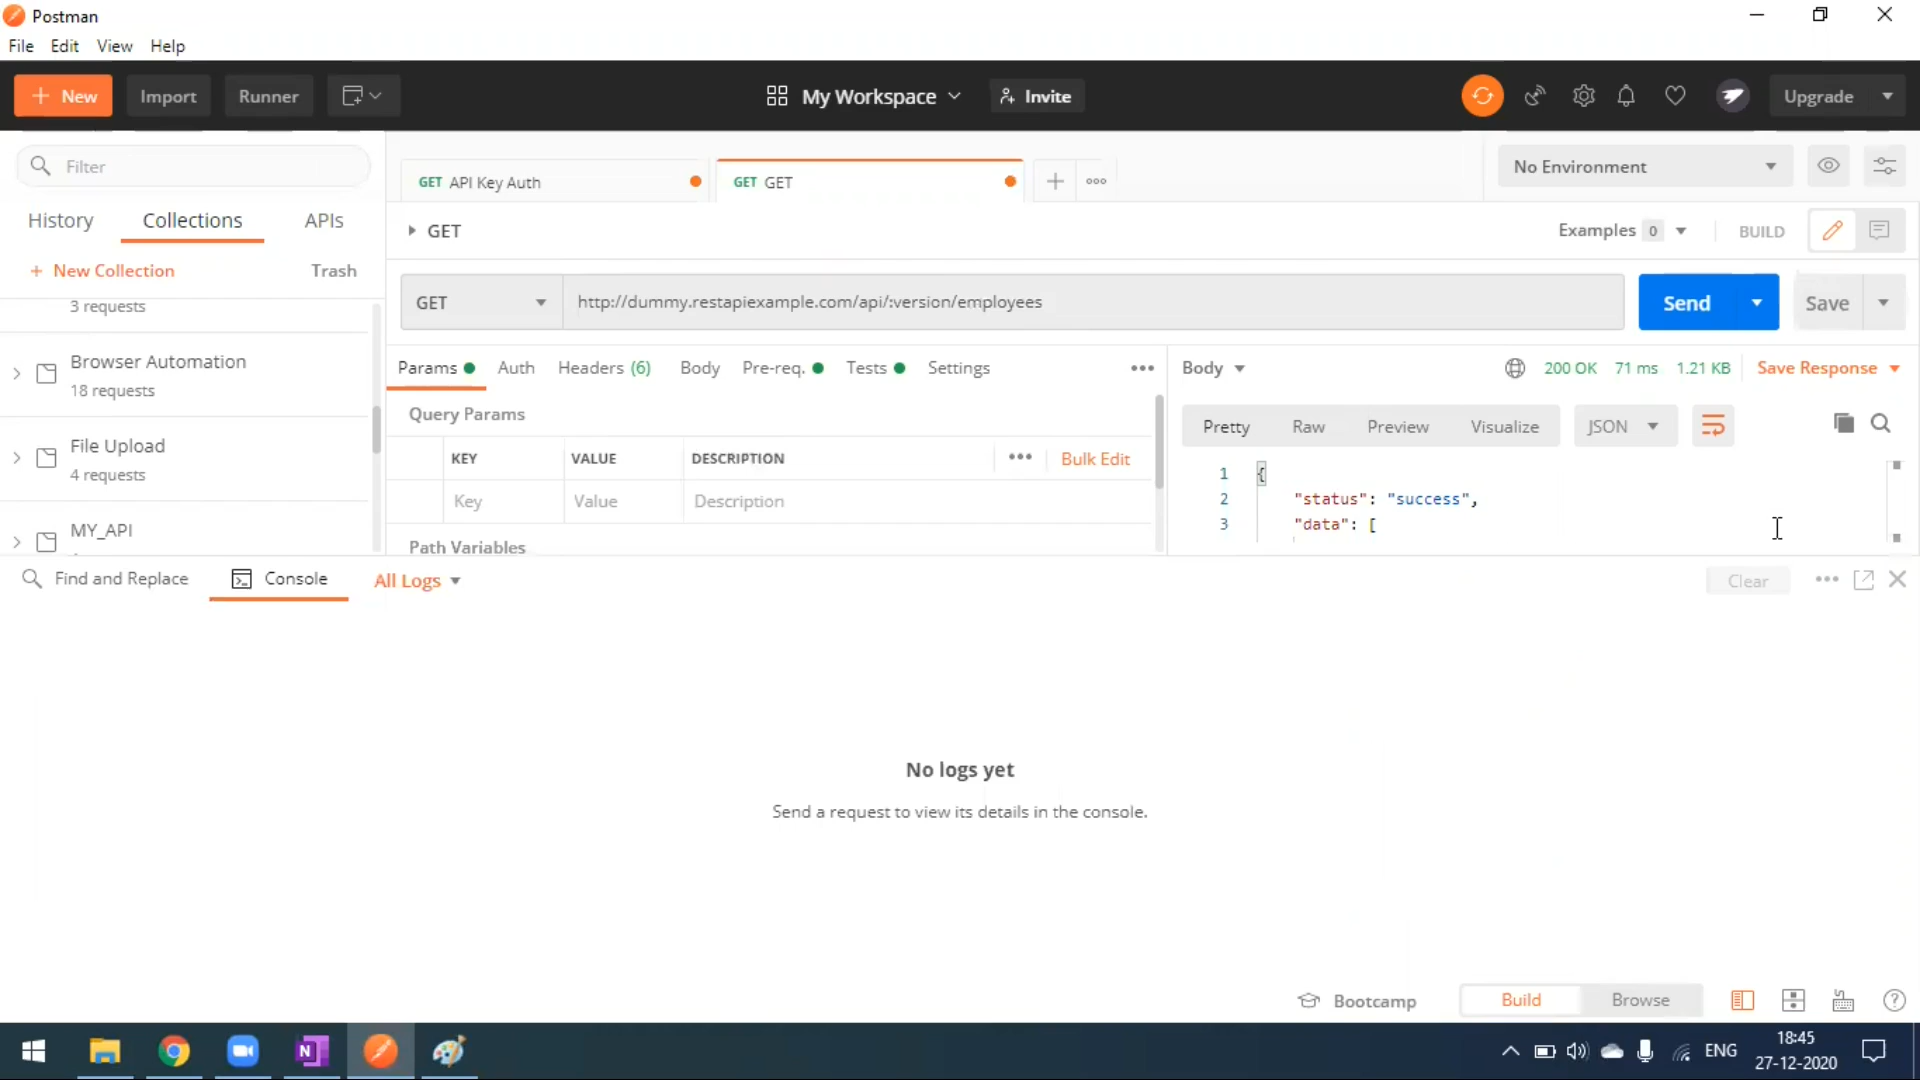 Postman
File Edit View Help
+ New Import Runner My Workspace Invite Upgrade
Filter
GET API Key Auth
GET GET
No Environment
History Collections APIs
GET
Examples 0 BUILD
+ New Collection Trash
3 requests
GET http://dummy.restapiexample.com/api/:version/employees Send Save
Browser Automation
18 requests
Params Auth Headers (6) Body Pre-req. Tests Settings
Body 200 OK 71 ms 1.21 KB Save Response
Query Params
Pretty Raw Preview Visualize JSON
File Upload
4 requests
KEY VALUE DESCRIPTION Bulk Edit
Key Value Description
1 {
2 "status": "success",
3 "data": [
MY_API
Path Variables
Find and Replace Console All Logs Clear
No logs yet
Send a request to view its details in the console.
Bootcamp Build Browse
ENG
18:45
27-12-2020